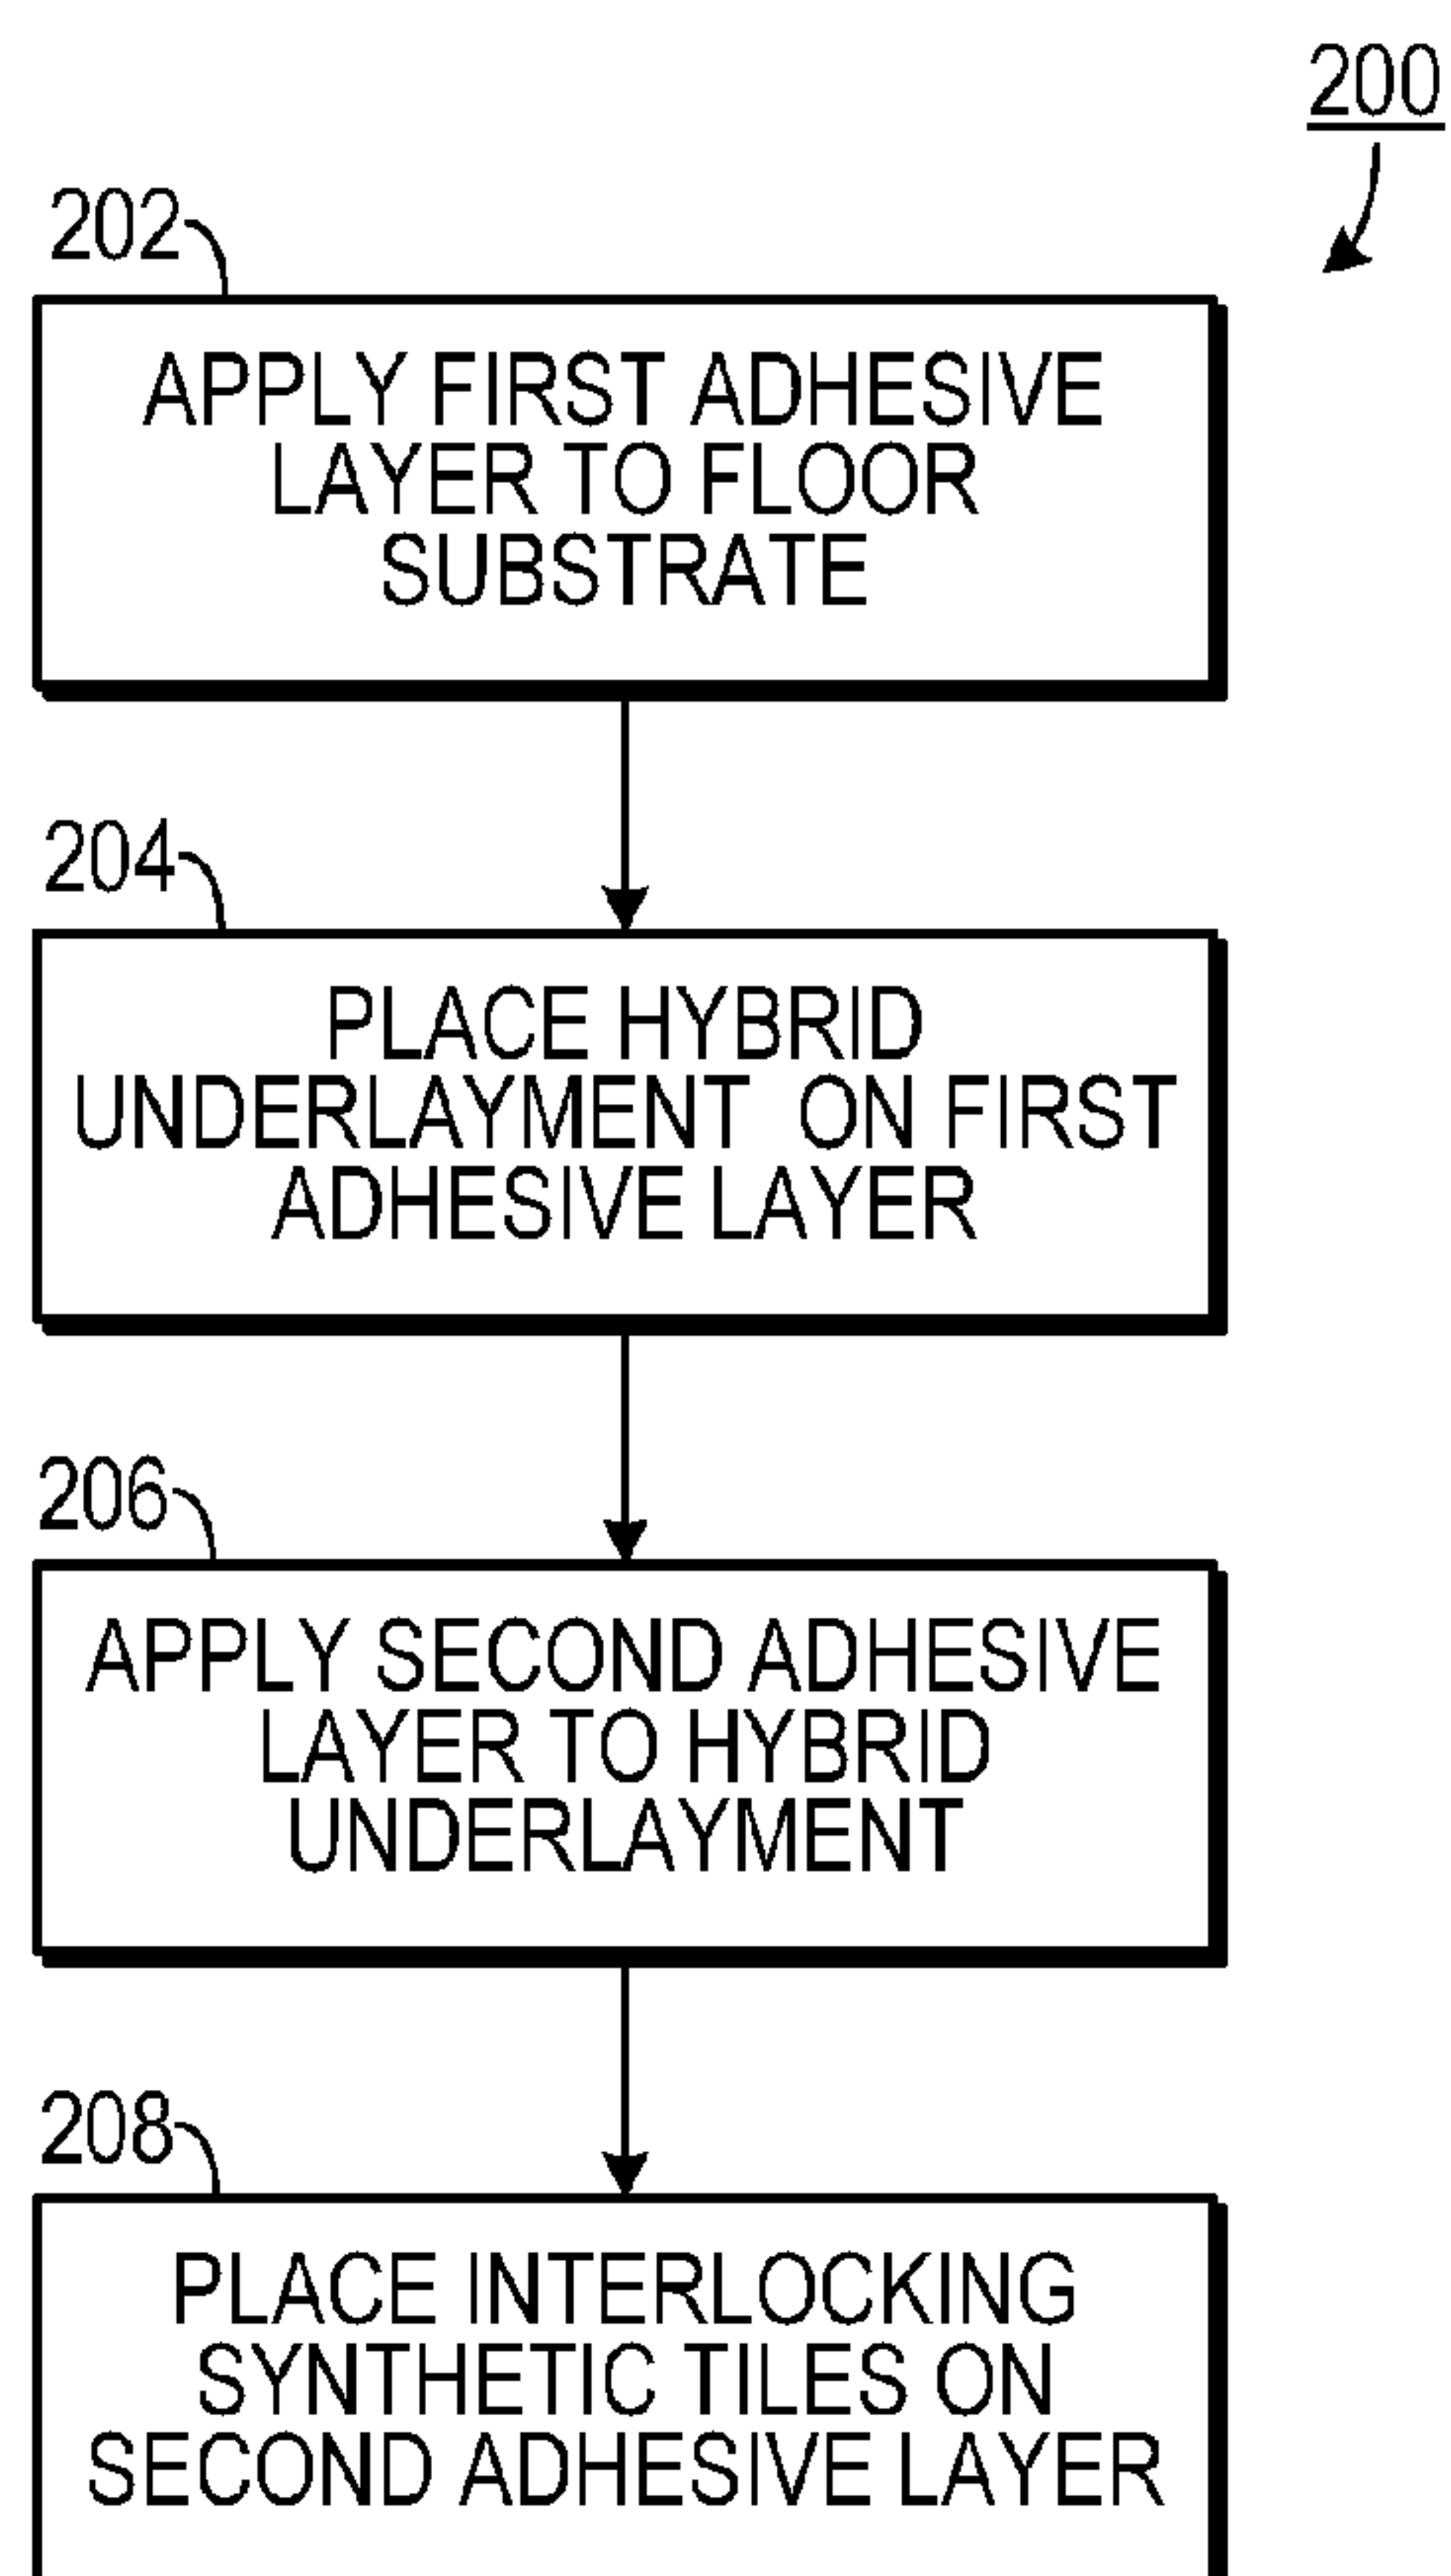 200
202
APPLY FIRST ADHESIVE
LAYER TO FLOOR
SUBSTRATE
204
PLACE HYBRID
UNDERLAYMENT ON FIRST
ADHESIVE LAYER
206
APPLY SECOND ADHESIVE
LAYER TO HYBRID
UNDERLAYMENT
208
PLACE INTERLOCKING
SYNTHETIC TILES ON
SECOND ADHESIVE LAYER